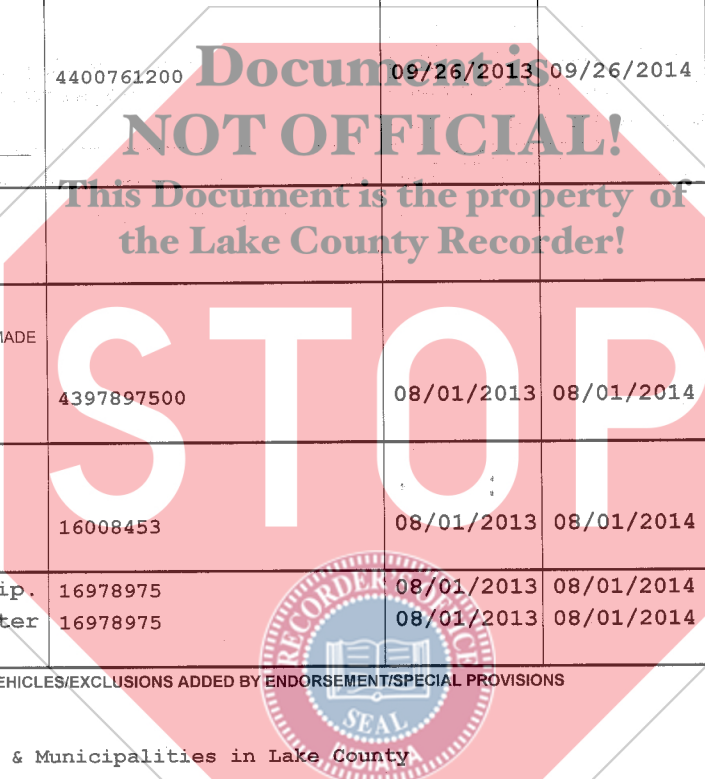 Document is
4400761200 09/26/2013 09/26/2014
NOT OFFICIAL!
This Document is the property of
the Lake County Recorder!
MADE
STOP
4397897500 08/01/2013 08/01/2014
16008453 08/01/2013 08/01/2014
ip. 16978975 08/01/2013 08/01/2014
ter 16978975 08/01/2013 08/01/2014
RECORDER'S OFFICE
EHICLES/EXCLUSIONS ADDED BY ENDORSEMENT/SPECIAL PROVISIONS
SEAL
& Municipalities in Lake County
INDIANA